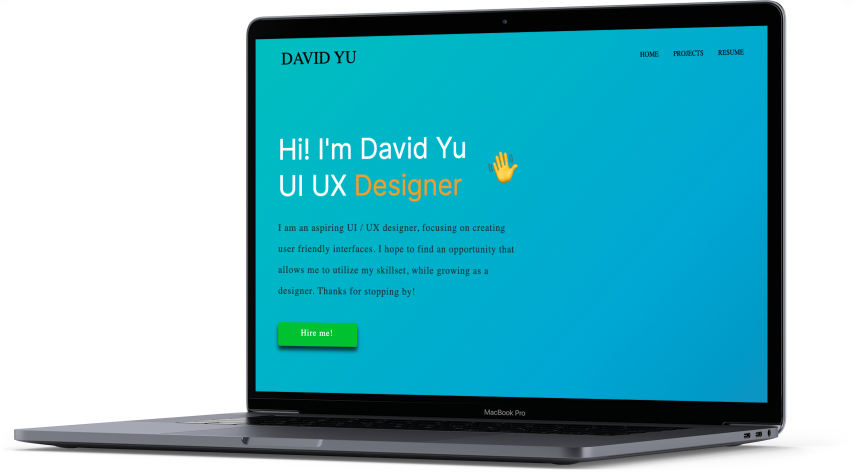 DAVID YU
HOME PROJECTS RESUME
Hi! I'm David Yu
UI UX Designer
I am an aspiring UI / UX designer, focusing on creating
user friendly interfaces. I hope to find an opportunity that
allows me to utilize my skillset, while growing as a
designer. Thanks for stopping by!
Hire me!
MacBook Pro